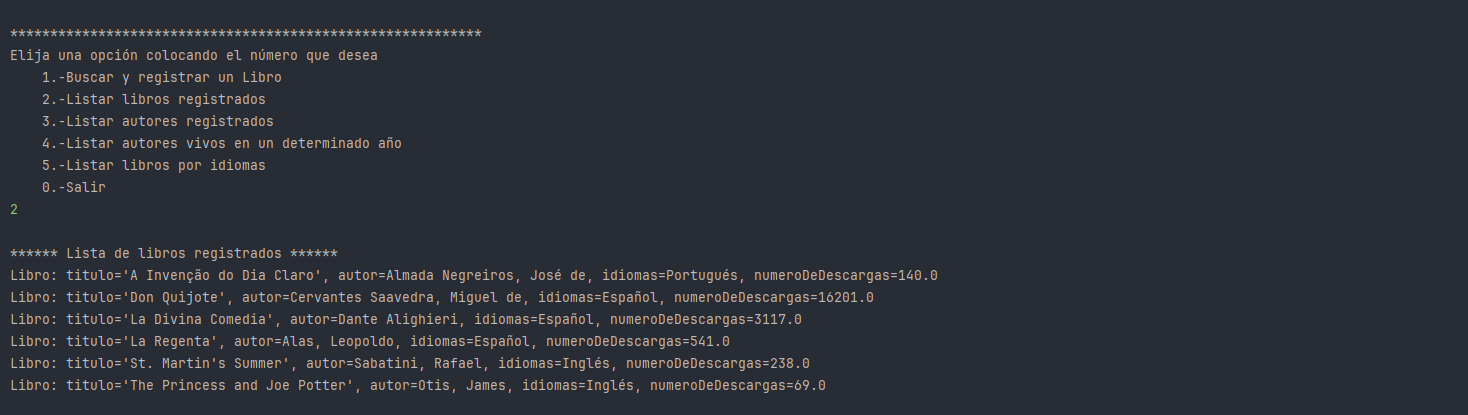 ***********************************************************
Elija una opción colocando el número que desea
1.-Buscar y registrar un Libro
2.-Listar libros registrados
3.-Listar autores registrados
4.-Listar autores vivos en un determinado año
5.-Listar libros por idiomas
0.-Salir
2
****** Lista de libros registrados ******
Libro: titulo='A Invenção do Dia Claro', autor=Almada Negreiros, José de, idiomas=Portugués, numeroDeDescargas=140.0
Libro: titulo='Don Quijote', autor=Cervantes Saavedra, Miguel de, idiomas=Español, numeroDeDescargas=16201.0
Libro: titulo='La Divina Comedia', autor=Dante Alighieri, idiomas=Español, numeroDeDescargas=3117.0
Libro: titulo='La Regenta', autor=Alas, Leopoldo, idiomas=Español, numeroDeDescargas=541.0
Libro: titulo='St. Martin's Summer', autor=Sabatini, Rafael, idiomas=Inglés, numeroDeDescargas=238.0
Libro: titulo='The Princess and Joe Potter', autor=Otis, James, idiomas=Inglés, numeroDeDescargas=69.0